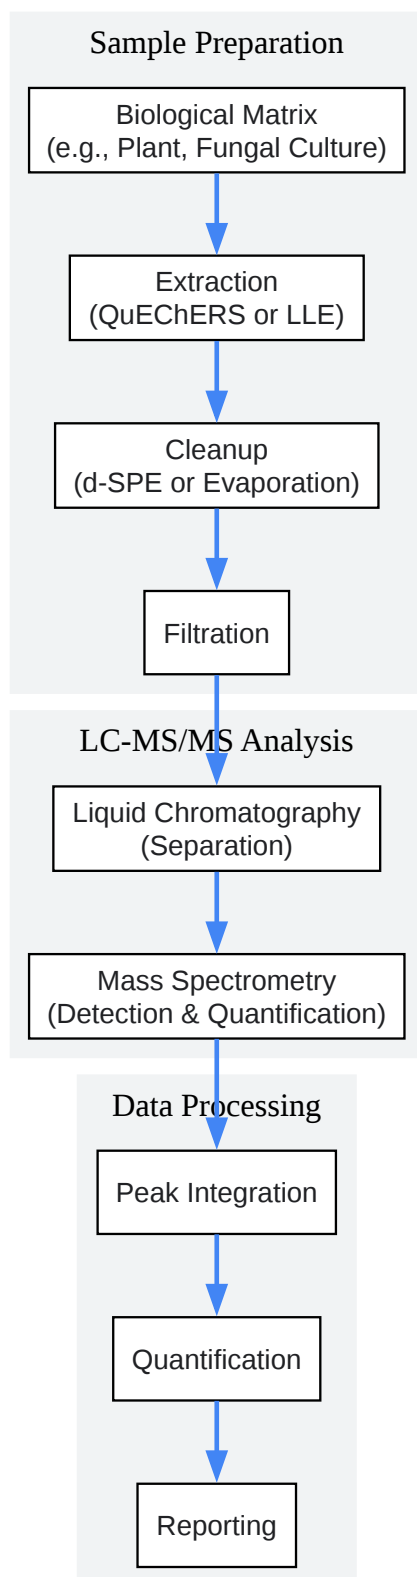 Sample Preparation
Biological Matrix
(e.g., Plant, Fungal Culture)
Extraction
(QuEChERS or LLE)
Cleanup
(d-SPE or Evaporation)
Filtration
LC-MS/MS Analysis
Liquid Chromatography
(Separation)
Mass Spectrometry
(Detection & Quantification)
Data Processing
Peak Integration
Quantification
Reporting